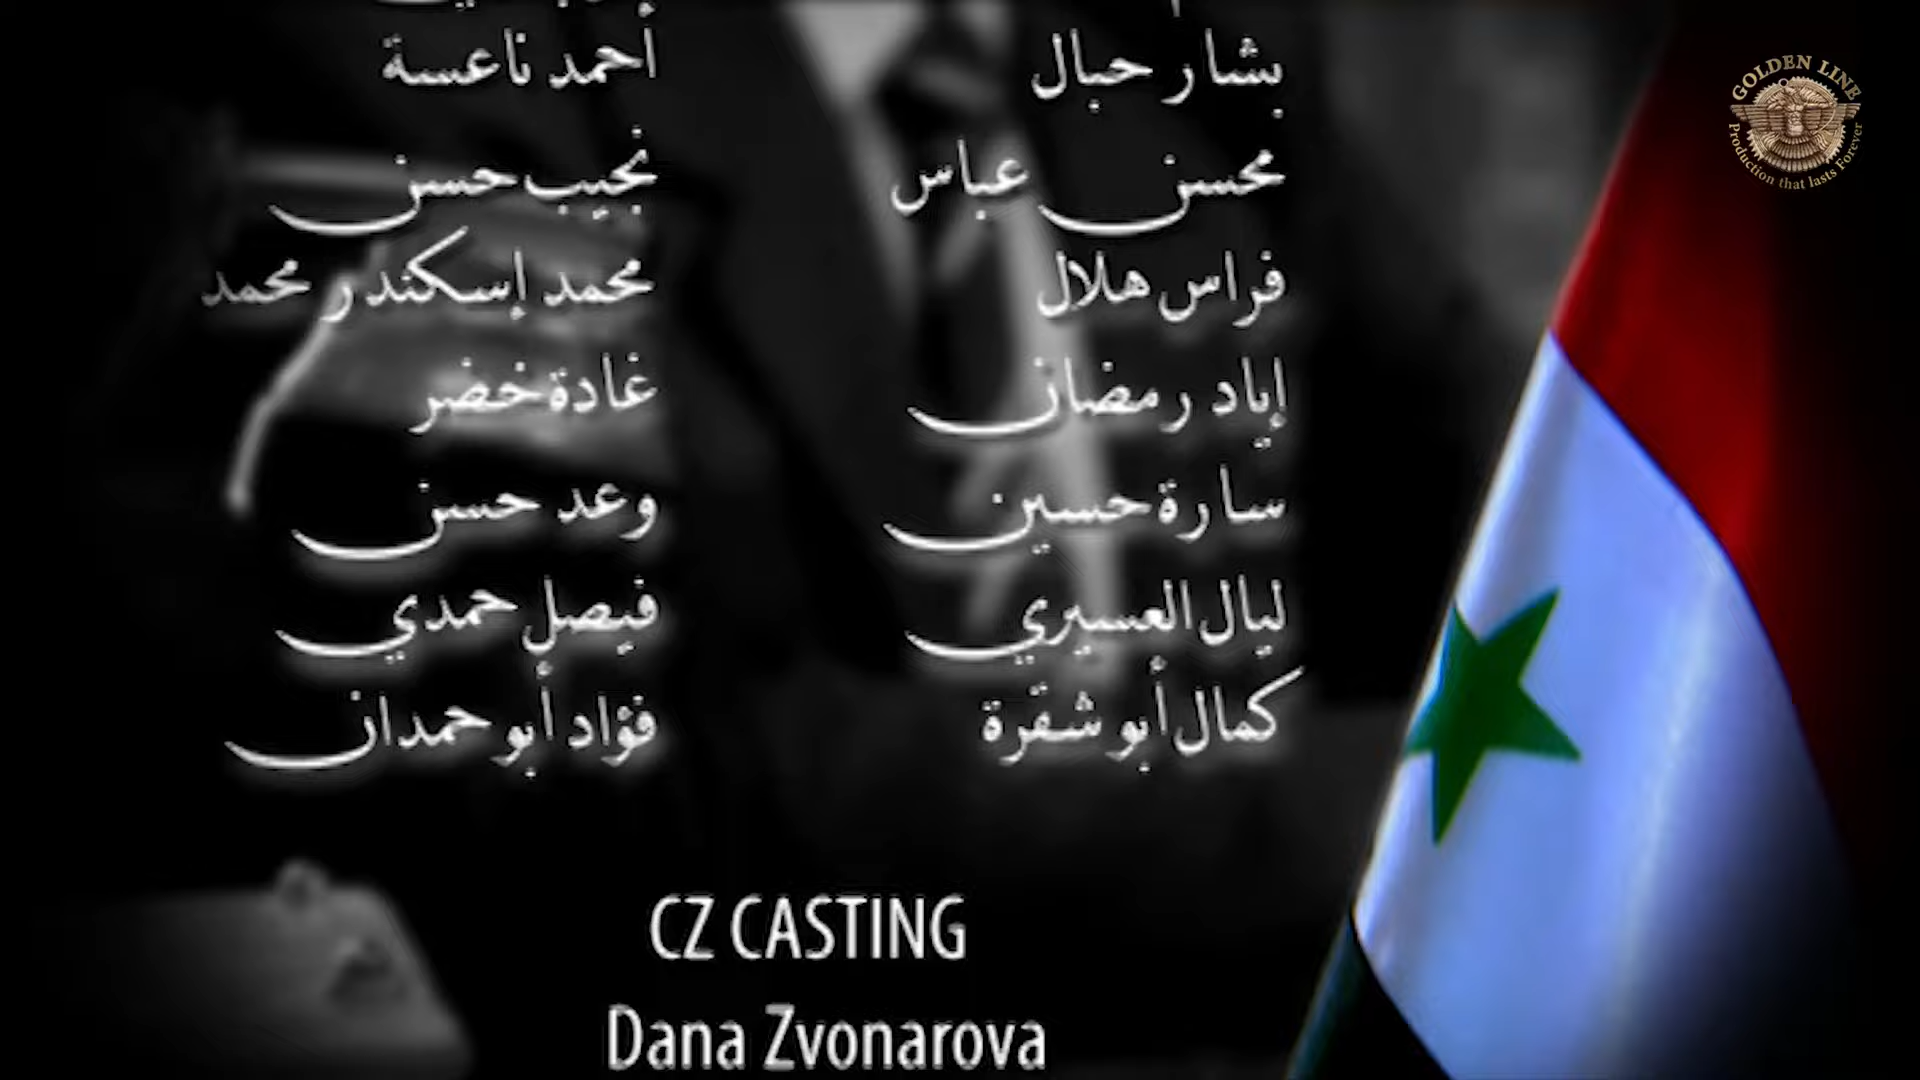 بشار حبال
أحمد ناعسة
محسن عباس
نجيب حسن
فراس هلال
محمد إسكندر محمد
إياد رمضان
غادة خضر
سارة حسين
وعد حسن
ليال العسيري
فيصل حمدي
كمال أبو شقرة
فؤاد أبو حمدان
CZ CASTING
Dana Zvonarova
GOLDEN LINE
Production that lasts Forever